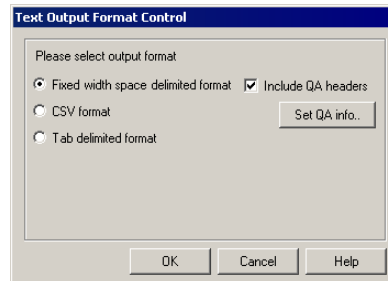 Text Output Format Control
Please select output format
Fixed width space delimited format Include QA headers
CSV format Set QA info..
Tab delimited format
OK Cancel Help